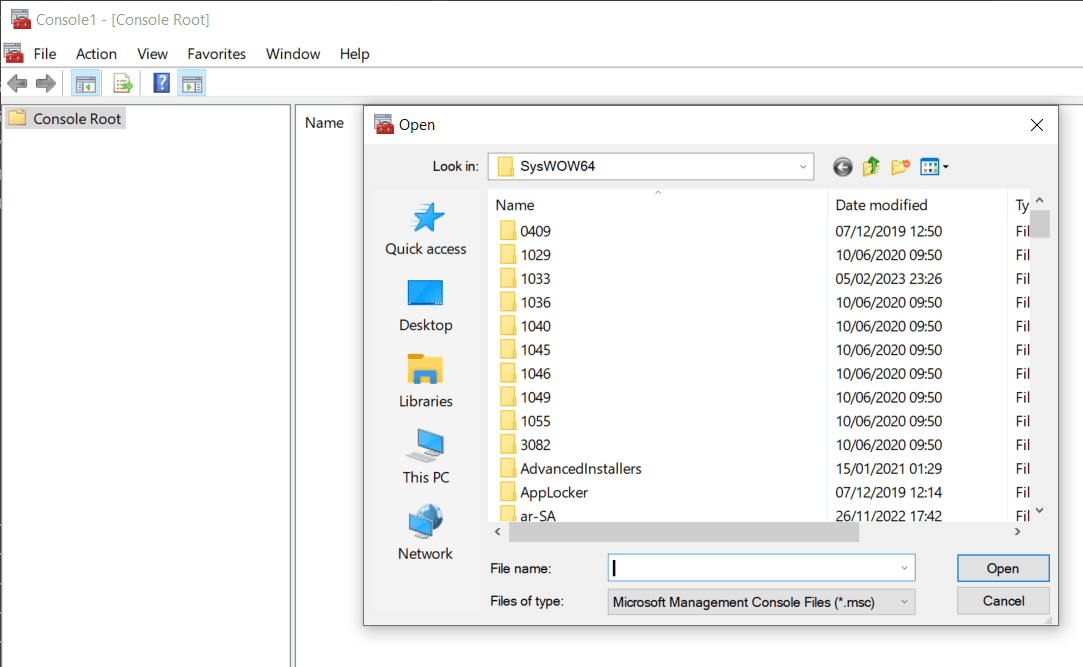 Console1 - [Console Root]
File Action View Favorites Window Help
Console Root
Name
Open
Look in: SysWOW64
Quick access
Desktop
Libraries
This PC
Network
Name Date modified Ty
0409 07/12/2019 12:50 Fil
1029 10/06/2020 09:50 Fil
1033 05/02/2023 23:26 Fil
1036 10/06/2020 09:50 Fil
1040 10/06/2020 09:50 Fil
1045 10/06/2020 09:50 Fil
1046 10/06/2020 09:50 Fil
1049 10/06/2020 09:50 Fil
1055 10/06/2020 09:50 Fil
3082 10/06/2020 09:50 Fil
AdvancedInstallers 15/01/2021 01:29 Fil
AppLocker 07/12/2019 12:14 Fil
ar-SA 26/11/2022 17:42 Fil
File name: Open
Files of type: Microsoft Management Console Files (*.msc) Cancel